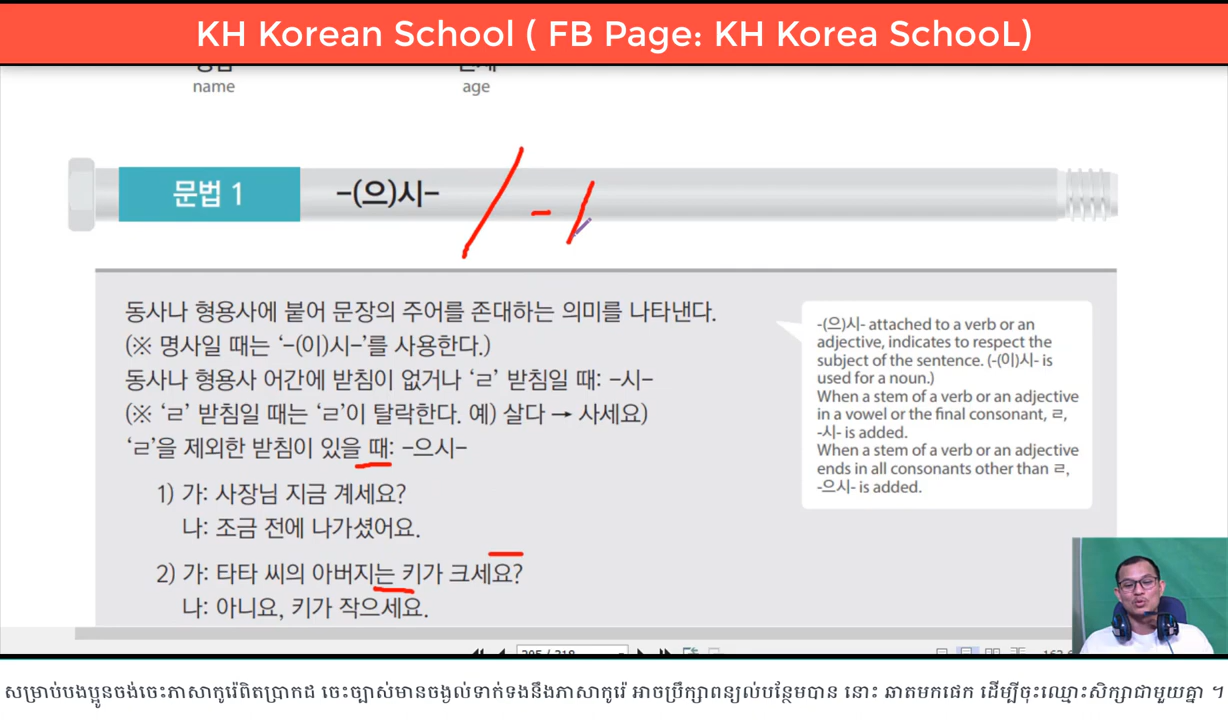 KH Korean School ( FB Page: KH Korea SchooL)
name
age
문법 1
-(으)시-
동사나 형용사에 붙어 문장의 주어를 존대하는 의미를 나타낸다.
(※ 명사일 때는 ‘-(이)시-’를 사용한다.)
동사나 형용사 어간에 받침이 없거나 ‘ㄹ’ 받침일 때: -시-
(※ ‘ㄹ’ 받침일 때는 ‘ㄹ’이 탈락한다. 예) 살다 → 사세요)
‘ㄹ’을 제외한 받침이 있을 때: -으시-
1) 가: 사장님 지금 계세요?
나: 조금 전에 나가셨어요.
2) 가: 타타 씨의 아버지는 키가 크세요?
나: 아니요, 키가 작으세요.
-(으)시- attached to a verb or an
adjective, indicates to respect the
subject of the sentence. (-(이)시- is
used for a noun.)
When a stem of a verb or an adjective
ends in a vowel or the final consonant, ㄹ,
-시- is added.
When a stem of a verb or an adjective
ends in all consonants other than ㄹ,
-으시- is added.
សម្រាប់បងប្អូនចង់ចេះភាសាកូរ៉េពិតប្រាកដ ចេះច្បាស់មានចង្ងល់ទាក់ទងនឹងភាសាកូរ៉េ អាចប្រឹក្សាពន្យល់បន្ថែមបាន នោះ ឆាតមកផេក ដើម្បីចុះឈ្មោះសិក្សាជាមួយគ្នា ។